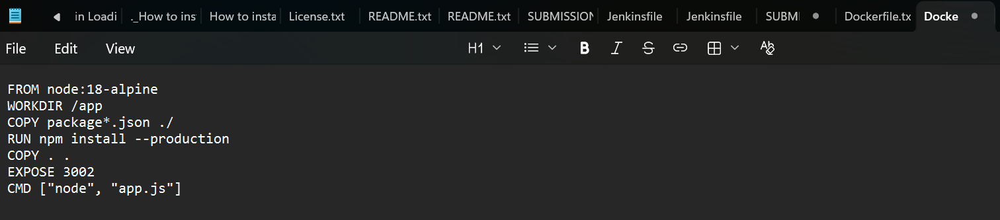 in Loadi ._How to ins How to insta License.txt README.txt README.txt SUBMISSION Jenkinsfile Jenkinsfile SUBMI Dockerfile.tx Docke
File Edit View H1 B I S
FROM node:18-alpine
WORKDIR /app
COPY package*.json ./
RUN npm install --production
COPY . .
EXPOSE 3002
CMD ["node", "app.js"]